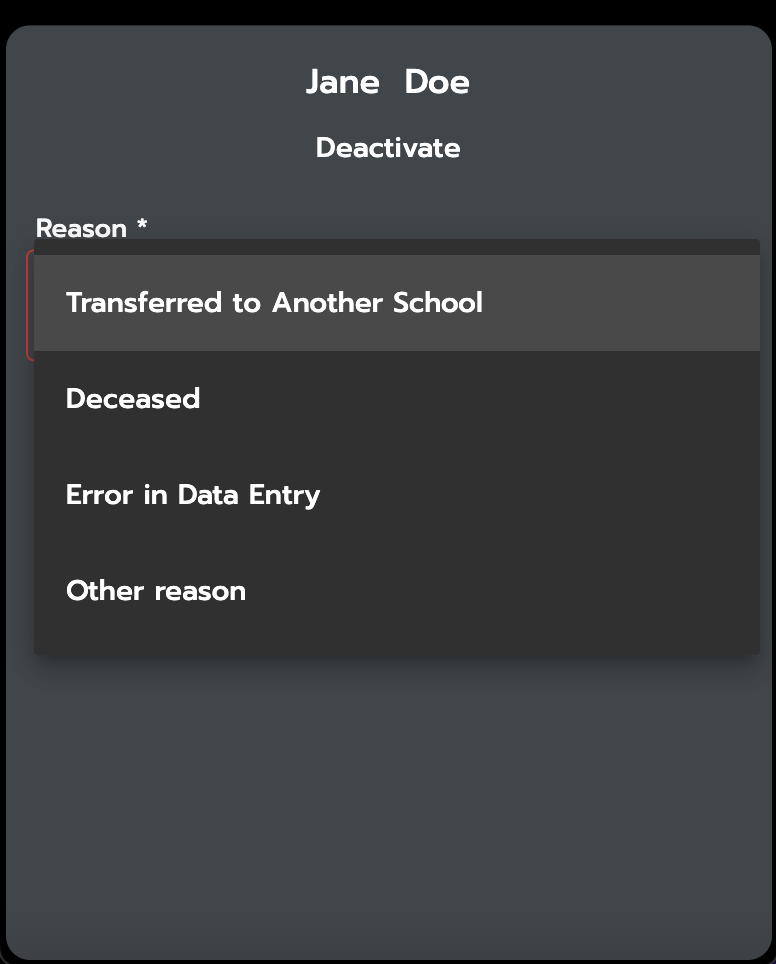 Jane Doe
Deactivate
Reason *
Transferred to Another School
Deceased
Error in Data Entry
Other reason